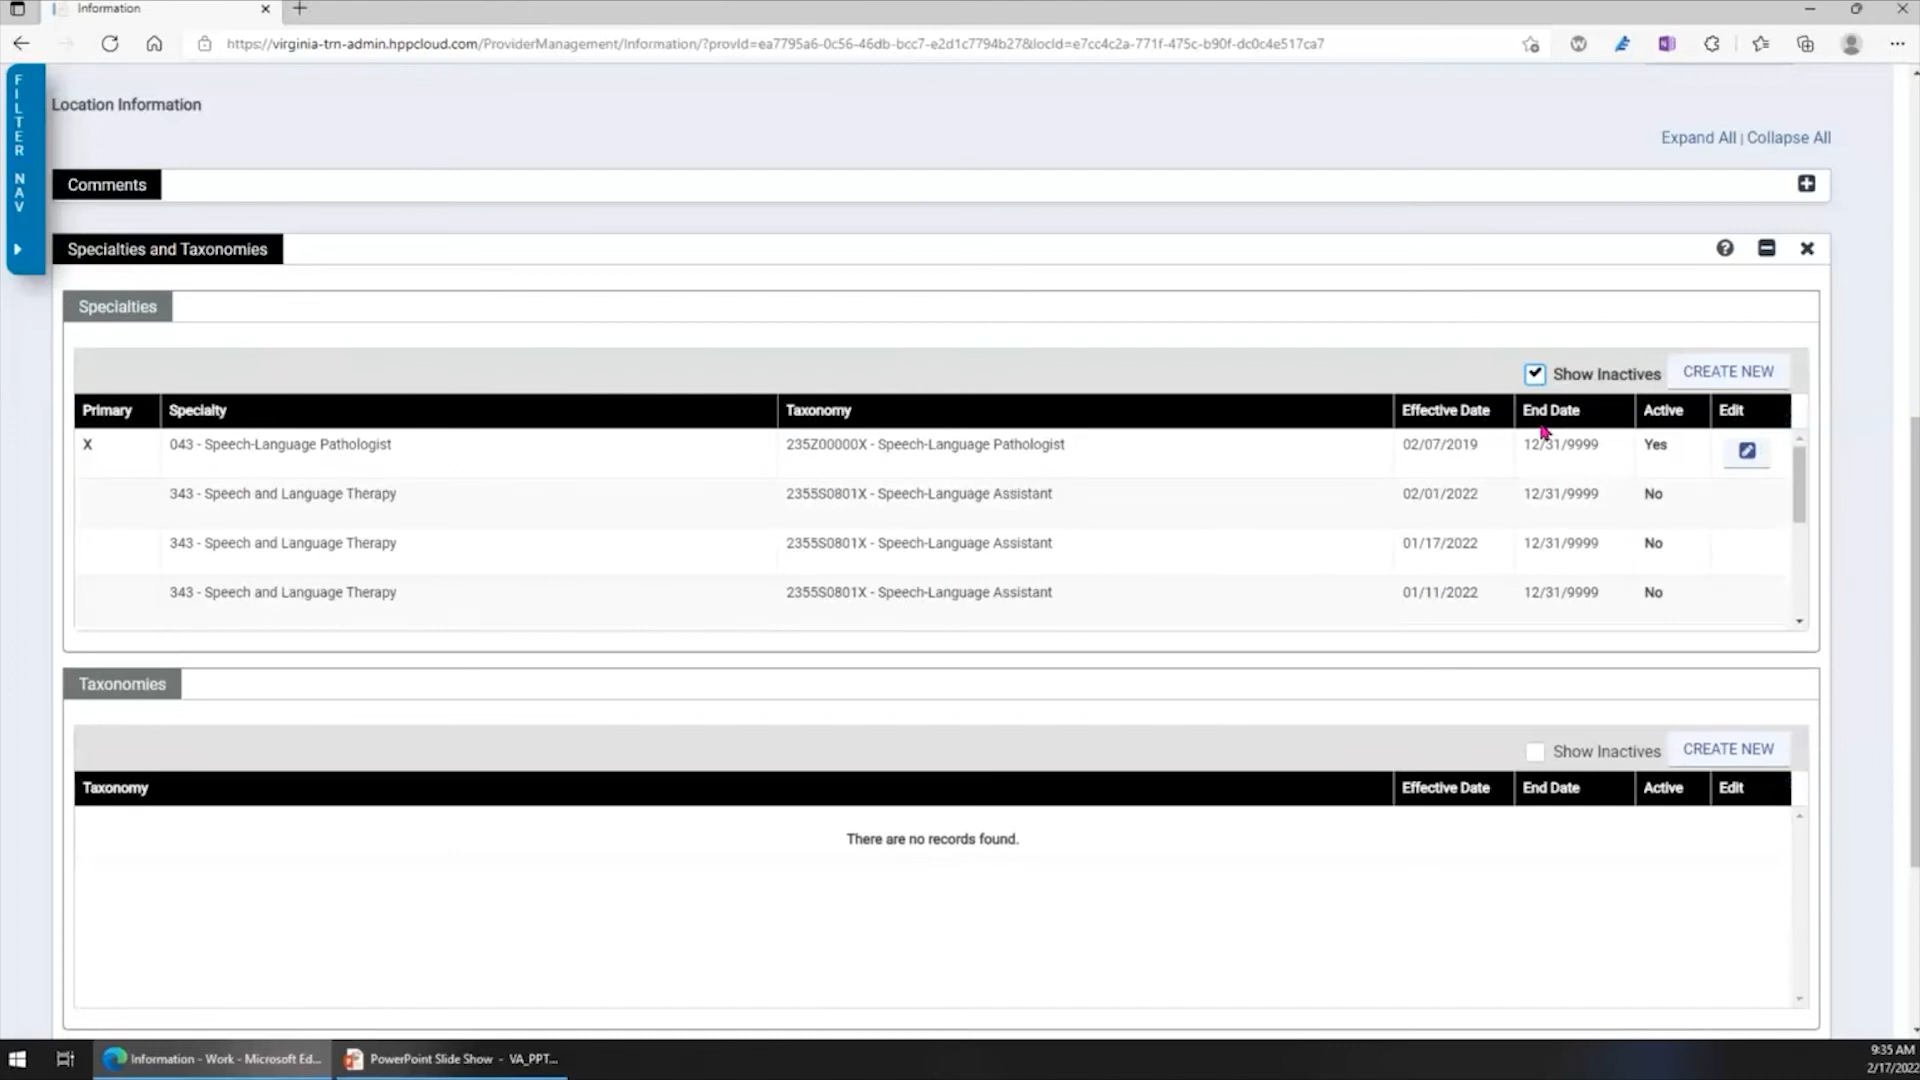 Information
https://virginia-trn-admin.hppcloud.com/ProviderManagement/Information/?provId=ea7795a6-0c56-46db-bcc7-e2d1c7794b27&locId=e7cc4c2a-771f-475c-b90f-dc0c4e517ca7
FILTER NAV
Location Information
Expand All | Collapse All
Comments
Specialties and Taxonomies
Specialties
Show Inactives CREATE NEW
Primary Specialty Taxonomy Effective Date End Date Active Edit
X 043 - Speech-Language Pathologist 235Z00000X - Speech-Language Pathologist 02/07/2019 12/31/9999 Yes
343 - Speech and Language Therapy 2355S0801X - Speech-Language Assistant 02/01/2022 12/31/9999 No
343 - Speech and Language Therapy 2355S0801X - Speech-Language Assistant 01/17/2022 12/31/9999 No
343 - Speech and Language Therapy 2355S0801X - Speech-Language Assistant 01/11/2022 12/31/9999 No
Taxonomies
Show Inactives CREATE NEW
Taxonomy Effective Date End Date Active Edit
There are no records found.
Information - Work - Microsoft Ed... PowerPoint Slide Show - VA_PPT...
9:35 AM
2/17/2022